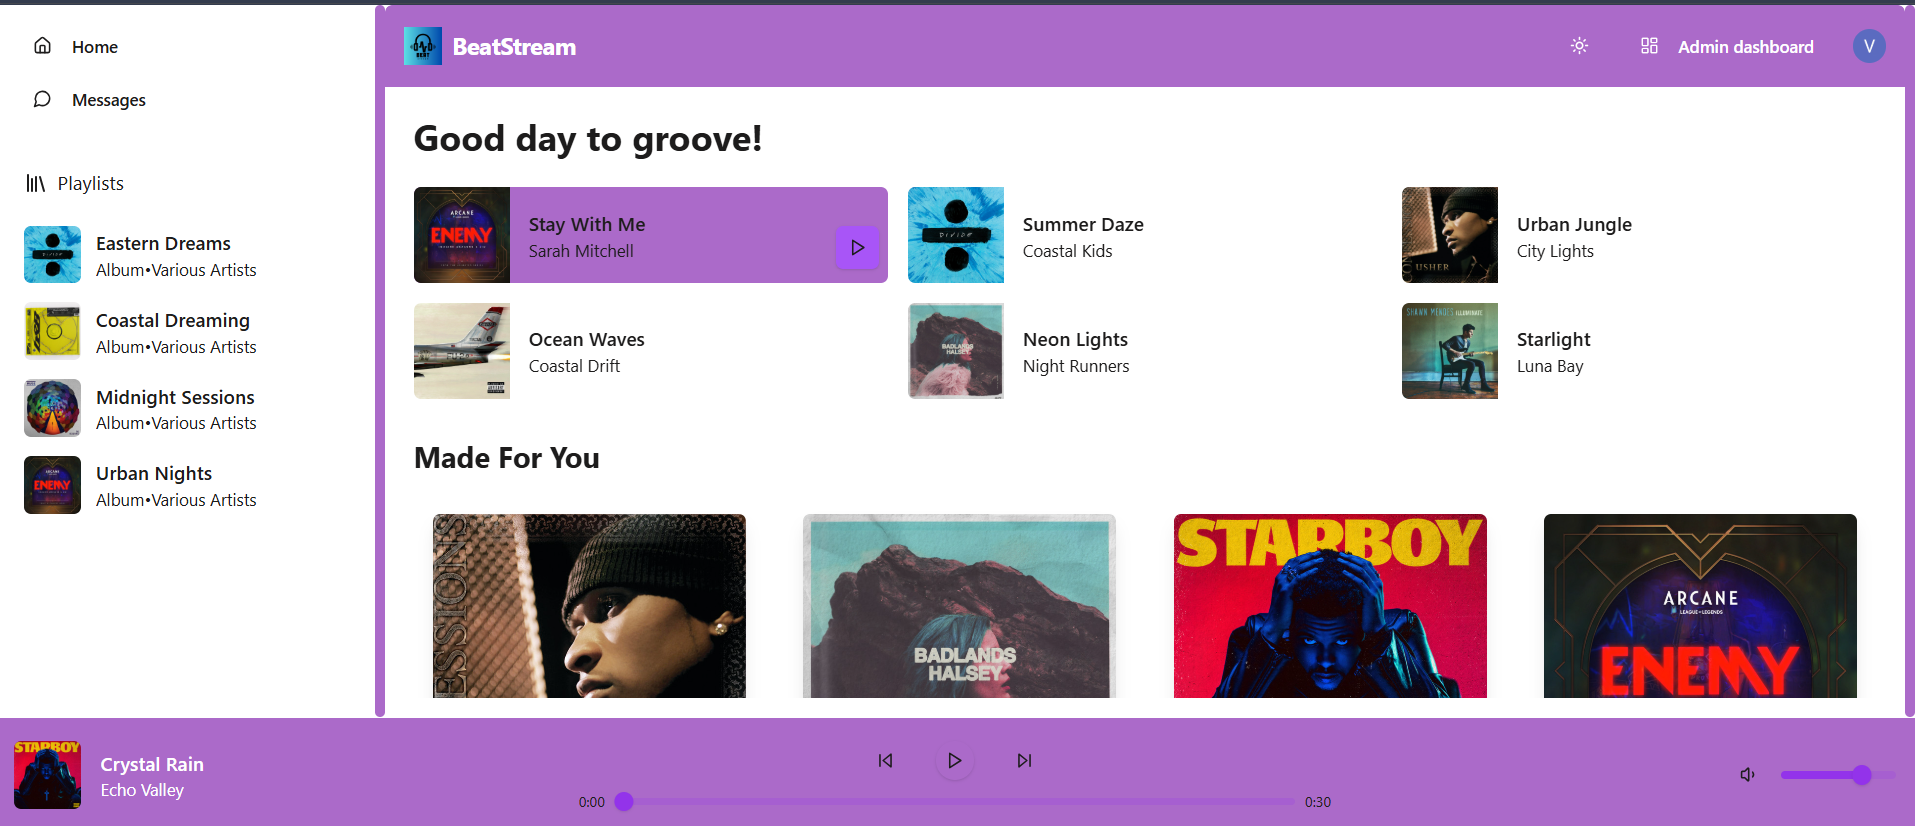 Home
Messages
Playlists
Eastern Dreams
Album•Various Artists
Coastal Dreaming
Album•Various Artists
Midnight Sessions
Album•Various Artists
ARCANE
ENEMY
Urban Nights
Album•Various Artists
BEAT
BeatStream
Admin dashboard
V
Good day to groove!
ARCANE
ENEMY
Stay With Me
Sarah Mitchell
DIVIDE
Summer Daze
Coastal Kids
USHER
Urban Jungle
City Lights
Ocean Waves
Coastal Drift
BADLANDS
HALSEY
Neon Lights
Night Runners
SHAWN MENDES ILLUMINATE
Starlight
Luna Bay
Made For You
ESSIONS
BADLANDS
HALSEY
STARBOY
ARCANE
LEAGUE OF LEGENDS
ENEMY
STARBOY
Crystal Rain
Echo Valley
0:00
0:30